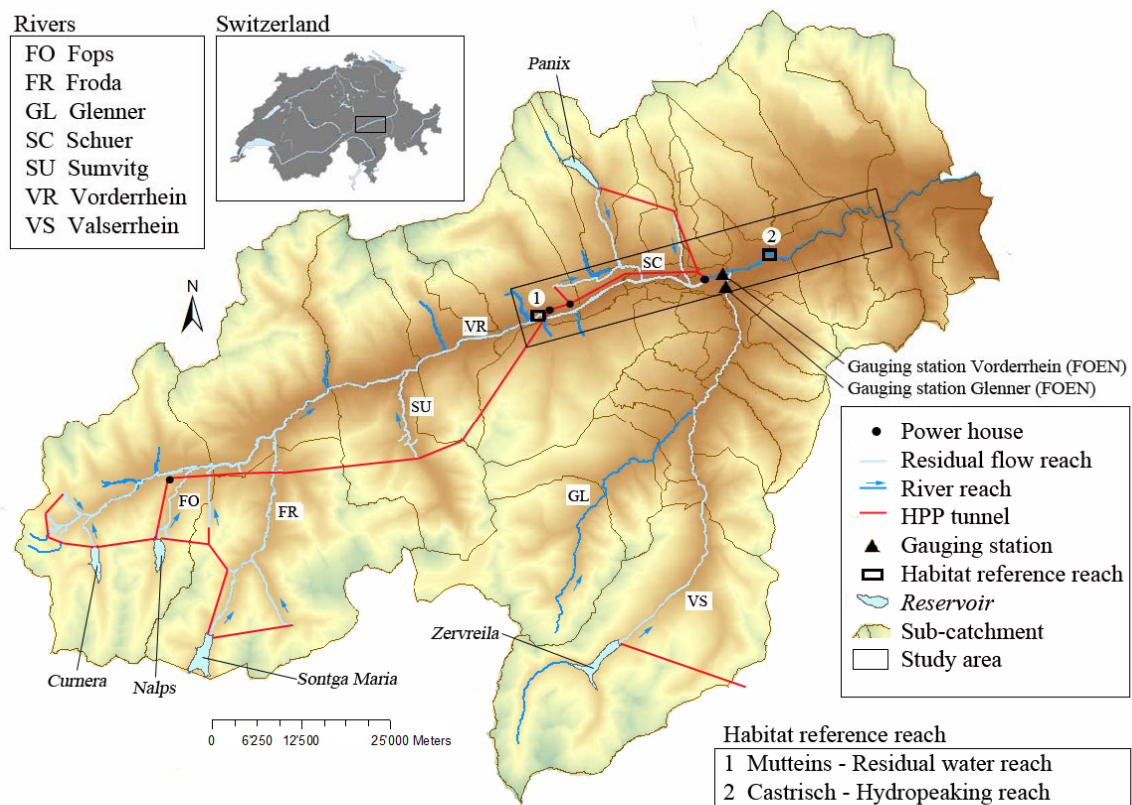 Rivers
FO Fops
FR Froda
GL Glenner
SC Schuer
SU Sumvitg
VR Vorderrhein
VS Valserrhein
Switzerland
Panix
2
SC
1
N
VR
Gauging station Vorderrhein (FOEN)
Gauging station Glenner (FOEN)
SU
FO
FR
GL
VS
Zervreila
Curnera
Nalps
Sontga Maria
0 6'250 12'500 25'000 Meters
Power house
Residual flow reach
River reach
HPP tunnel
Gauging station
Habitat reference reach
Reservoir
Sub-catchment
Study area
Habitat reference reach
1 Mutteins - Residual water reach
2 Castrisch - Hydropeaking reach